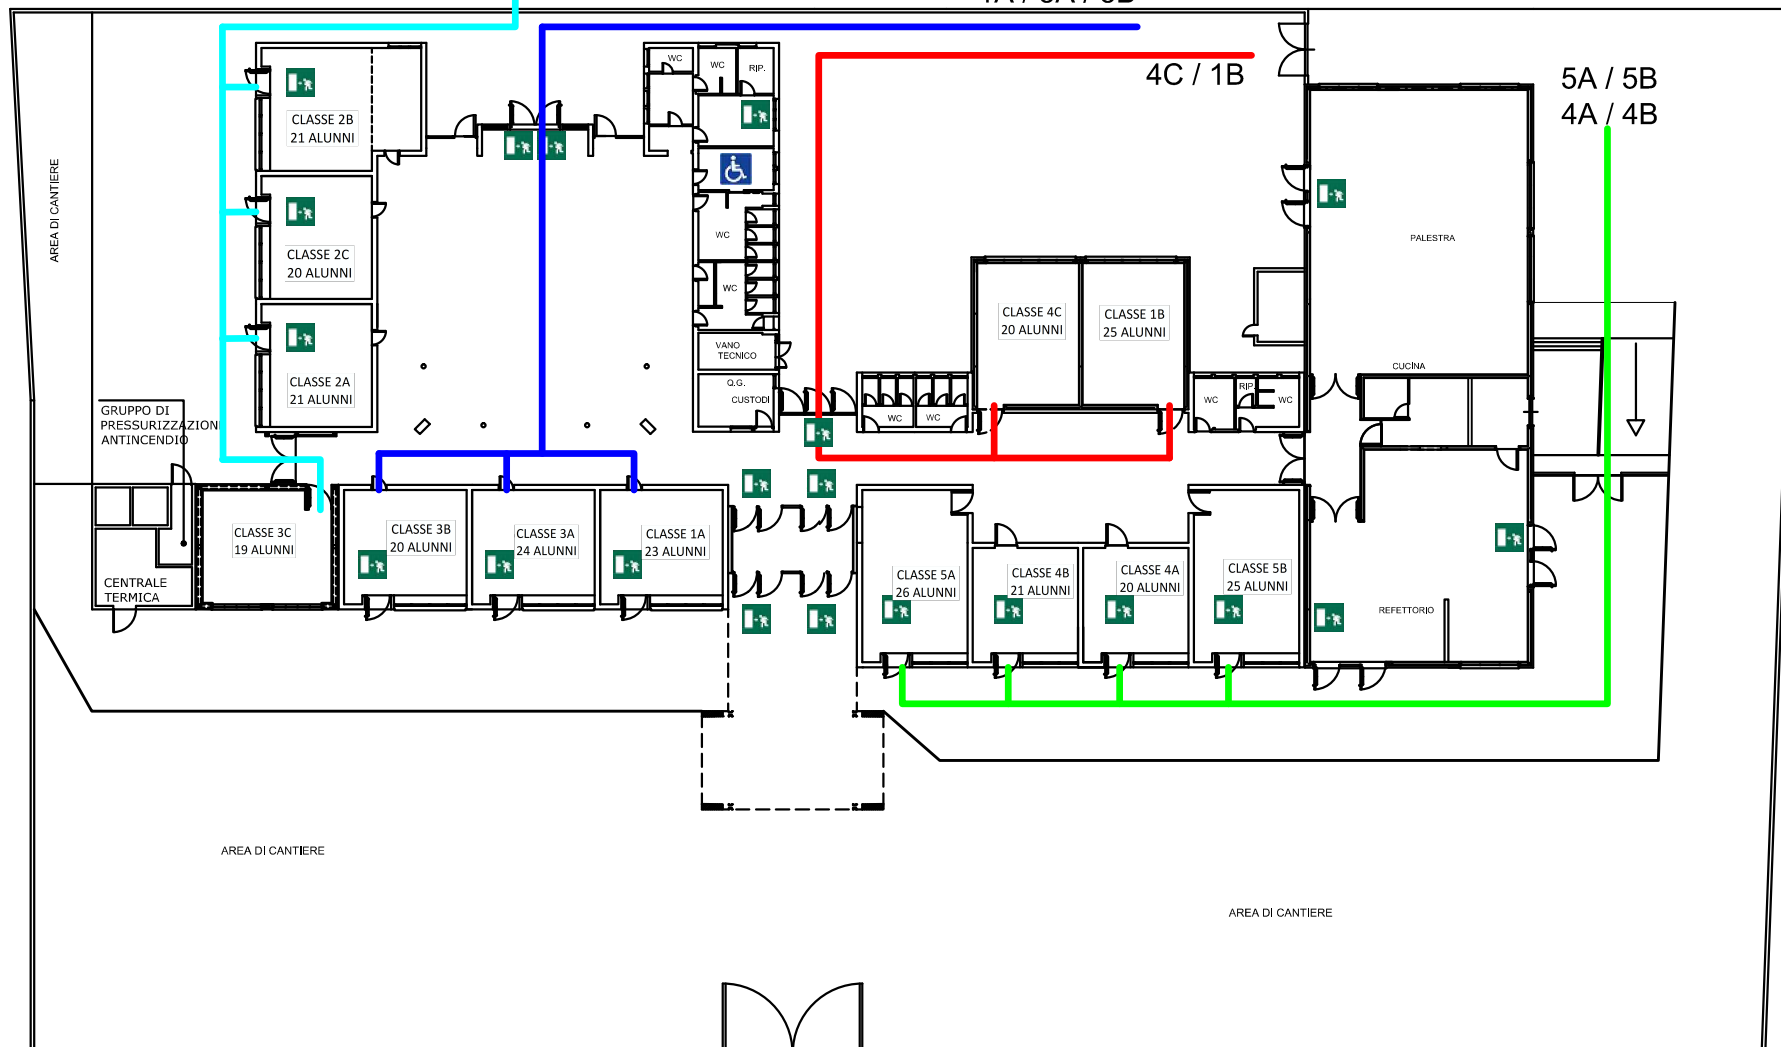 1A / 3A / 3B
4C / 1B
5A / 5B
4A / 4B
WC
WC
RIP.
CLASSE 2B
21 ALUNNI
AREA DI CANTIERE
CLASSE 2C
20 ALUNNI
WC
PALESTRA
WC
CLASSE 4C
20 ALUNNI
CLASSE 1B
25 ALUNNI
VANO
TECNICO
CUCINA
CLASSE 2A
21 ALUNNI
Q.G.
CUSTODI
RIP.
WC
WC
WC
WC
GRUPPO DI
PRESSURIZZAZION
ANTINCENDIO
CLASSE 3C
19 ALUNNI
CLASSE 3B
20 ALUNNI
CLASSE 3A
24 ALUNNI
CLASSE 1A
23 ALUNNI
CENTRALE
TERMICA
CLASSE 5A
26 ALUNNI
CLASSE 4B
21 ALUNNI
CLASSE 4A
20 ALUNNI
CLASSE 5B
25 ALUNNI
REFETTORIO
AREA DI CANTIERE
AREA DI CANTIERE